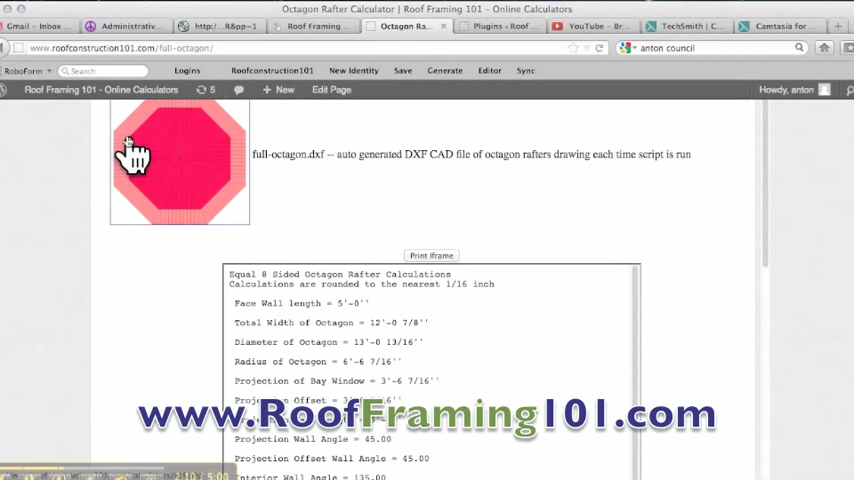 Octagon Rafter Calculator | Roof Framing 101 - Online Calculators
Gmail - Inbox
Administrativ...
http:/...R&pp-1
Roof Framing ...
Octagon Ra...
Plugins ‹ Roof ...
YouTube - Br...
TechSmith | ...
Camtasia for ...
www.roofconstruction101.com/full-octagon/
anton council
RoboForm
Search
Logins
Roofconstruction101
New Identity
Save
Generate
Editor
Sync
Roof Framing 101 - Online Calculators
5
+ New
Edit Page
Howdy, anton
full-octagon.dxf -- auto generated DXF CAD file of octagon rafters drawing each time script is run
Print Iframe
Equal 8 Sided Octagon Rafter Calculations
Calculations are rounded to the nearest 1/16 inch
Face Wall length = 5'-0''
Total Width of Octagon = 12'-0 7/8''
Diameter of Octagon = 13'-0 13/16''
Radius of Octagon = 6'-6 7/16''
Projection of Bay Window = 3'-6 7/16''
Projection Offset =
www.RoofFraming101.com
Projection Wall Angle = 45.00
Projection Offset Wall Angle = 45.00
Interior Wall Angle = 135.00